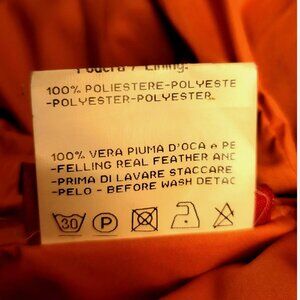 Fodera / Lining:
100% POLIESTERE-POLYESTE
-POLYESTER-POLYESTER.
100% VERA PIUMA D'OCA e PE
-FELLING REAL FEATHER AND
-PRIMA DI LAVARE STACCARE
-PELO - BEFORE WASH DETAC
30 P